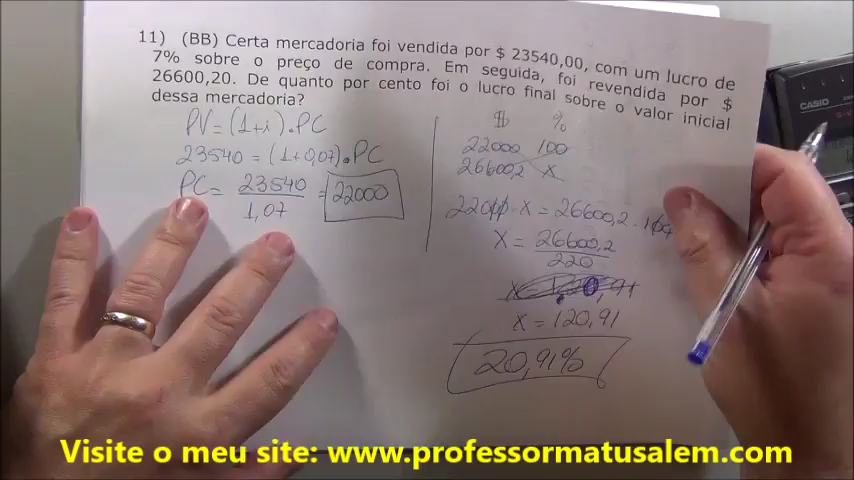 11) (BB) Certa mercadoria foi vendida por $ 23540,00, com um lucro de
7% sobre o preço de compra. Em seguida, foi revendida por $
26600,20. De quanto por cento foi o lucro final sobre o valor inicial
dessa mercadoria?
PV = (1+i).PC
23540 = (1+0,07).PC
PC = 23540 / 1,07 = 22000
$ %
22000 100
26600,2 x
22000 . x = 26600,2 . 100
x = 26600,2 / 220
x = 120,91
20,91%
CASIO
Visite o meu site: www.professormatusalem.com